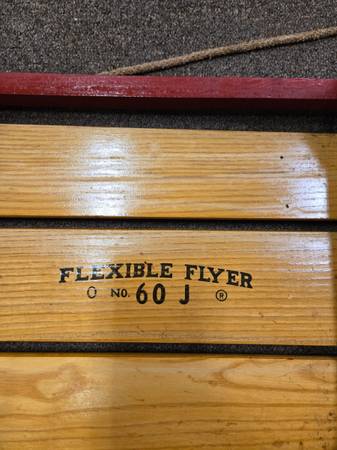 FLEXIBLE FLYER
O NO. 60 J ®